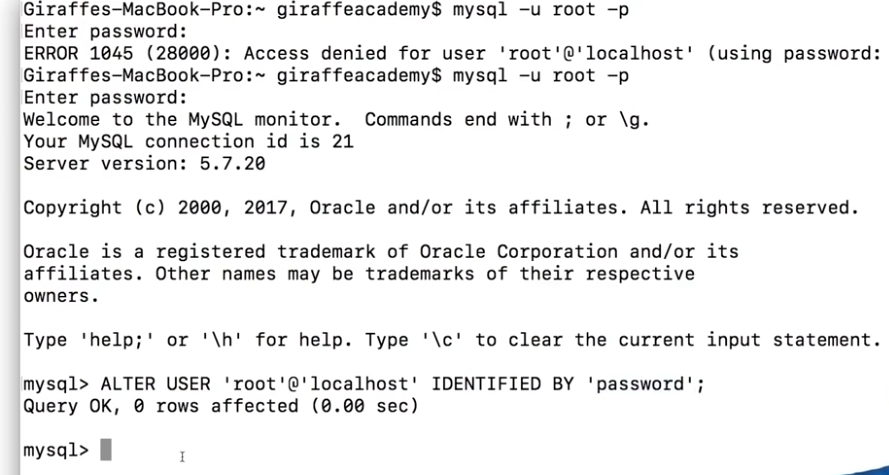 Giraffes-MacBook-Pro:~ giraffeacademy$ mysql -u root -p
Enter password:
ERROR 1045 (28000): Access denied for user 'root'@'localhost' (using password:
Giraffes-MacBook-Pro:~ giraffeacademy$ mysql -u root -p
Enter password:
Welcome to the MySQL monitor.  Commands end with ; or \g.
Your MySQL connection id is 21
Server version: 5.7.20
Copyright (c) 2000, 2017, Oracle and/or its affiliates. All rights reserved.
Oracle is a registered trademark of Oracle Corporation and/or its
affiliates. Other names may be trademarks of their respective
owners.
Type 'help;' or '\h' for help. Type '\c' to clear the current input statement.
mysql> ALTER USER 'root'@'localhost' IDENTIFIED BY 'password';
Query OK, 0 rows affected (0.00 sec)
mysql>